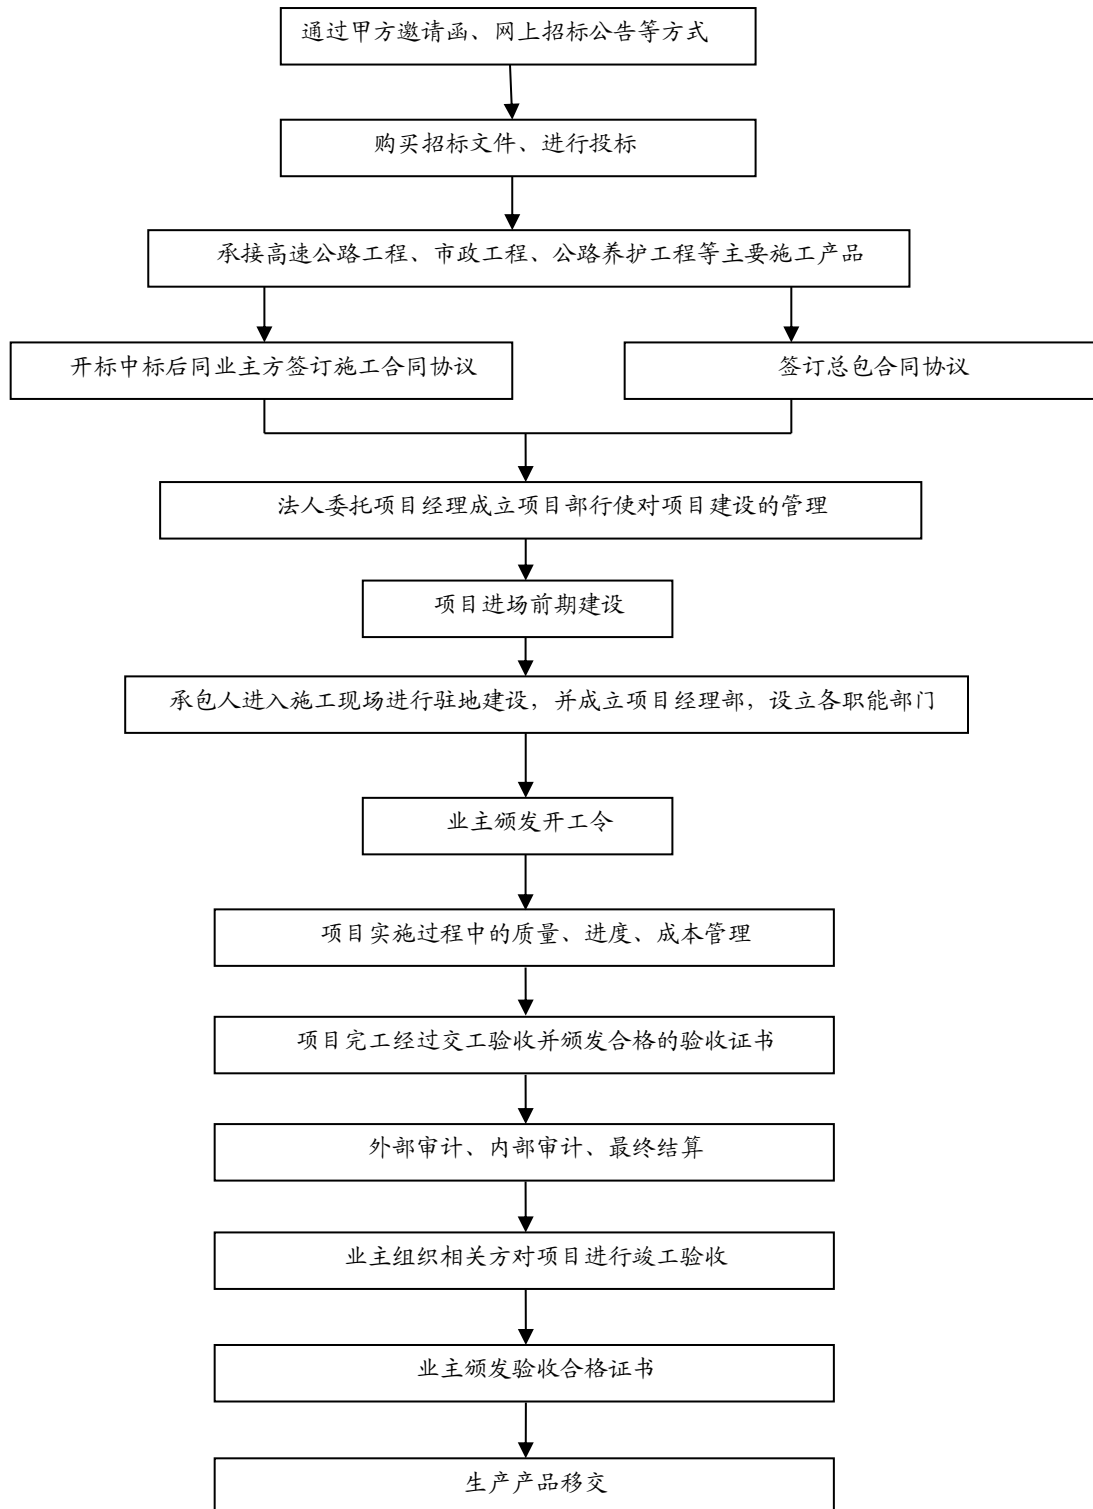 通过甲方邀请函、网上招标公告等方式
购买招标文件、进行投标
承接高速公路工程、市政工程、公路养护工程等主要施工产品
开标中标后同业主方签订施工合同协议
签订总包合同协议
法人委托项目经理成立项目部行使对项目建设的管理
项目进场前期建设
承包人进入施工现场进行驻地建设，并成立项目经理部，设立各职能部门
业主颁发开工令
项目实施过程中的质量、进度、成本管理
项目完工经过交工验收并颁发合格的验收证书
外部审计、内部审计、最终结算
业主组织相关方对项目进行竣工验收
业主颁发验收合格证书
生产产品移交